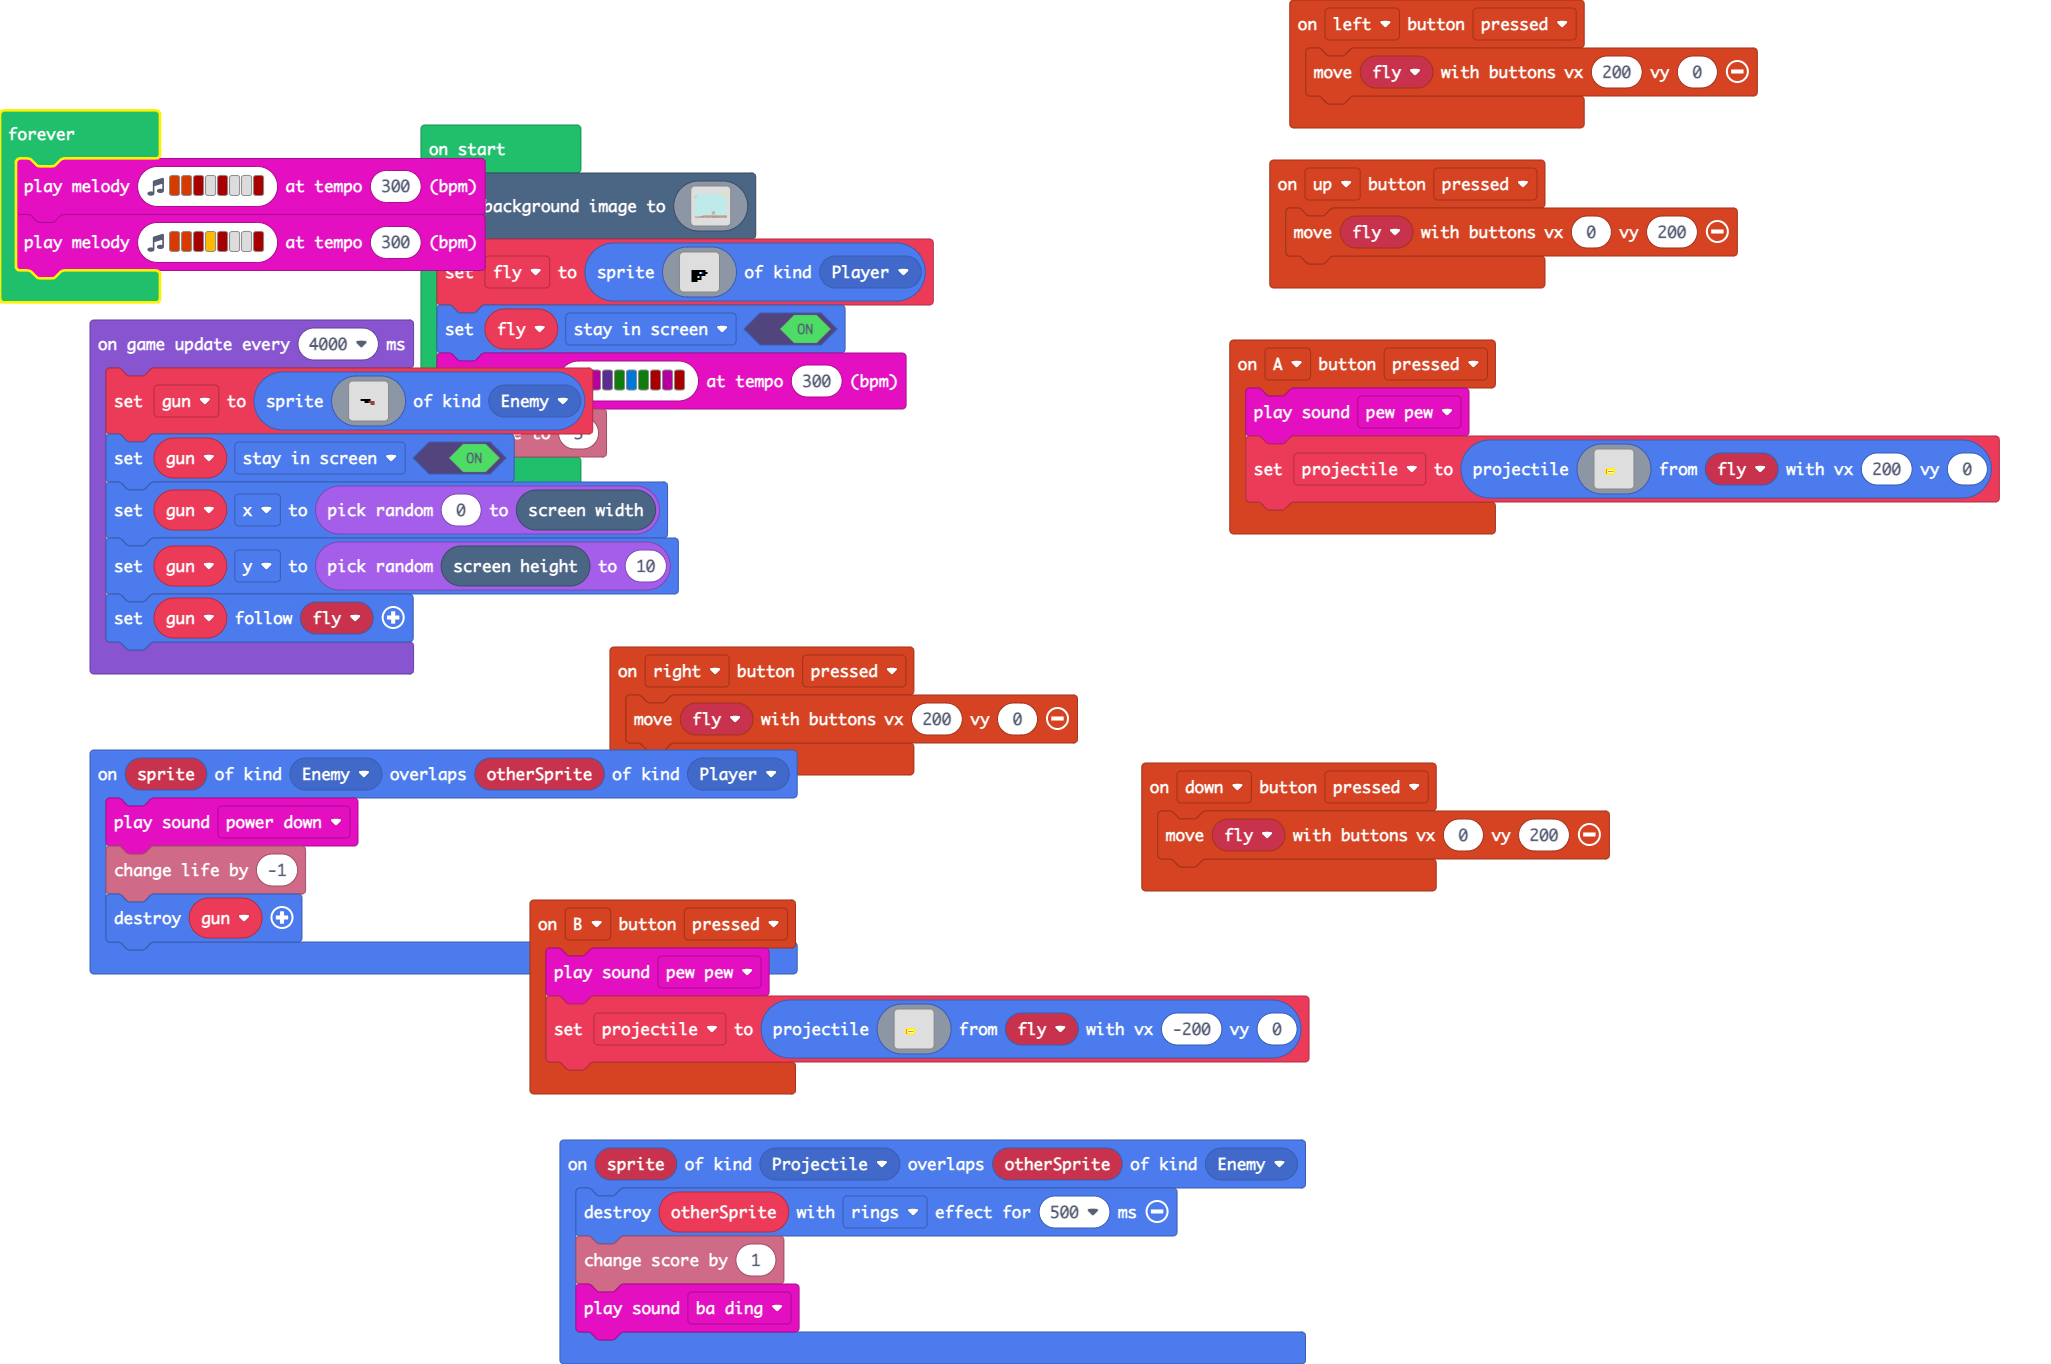 on left button pressed
move fly with buttons vx 200 vy 0
forever
play melody at tempo 300 (bpm)
play melody at tempo 300 (bpm)
on start
background image to
set fly to sprite of kind Player
set fly stay in screen ON
at tempo 300 (bpm)
on up button pressed
move fly with buttons vx 0 vy 200
on game update every 4000 ms
set gun to sprite of kind Enemy
set gun stay in screen ON
set gun x to pick random 0 to screen width
set gun y to pick random screen height to 10
set gun follow fly
on A button pressed
play sound pew pew
set projectile to projectile from fly with vx 200 vy 0
on right button pressed
move fly with buttons vx 200 vy 0
on sprite of kind Enemy overlaps otherSprite of kind Player
play sound power down
change life by -1
destroy gun
on down button pressed
move fly with buttons vx 0 vy 200
on B button pressed
play sound pew pew
set projectile to projectile from fly with vx -200 vy 0
on sprite of kind Projectile overlaps otherSprite of kind Enemy
destroy otherSprite with rings effect for 500 ms
change score by 1
play sound ba ding